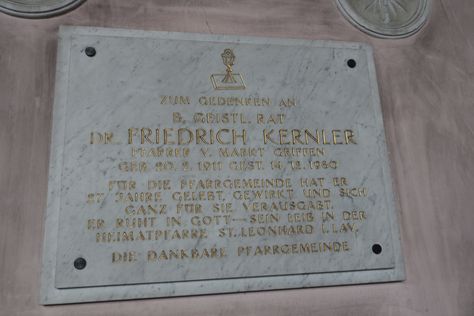 ZUM GEDENKEN AN
B. GEISTL. RAT
DR. FRIEDRICH KERNLER
PFARRER V. MARKT GRIFFEN
GEB. 20. 2. 1911 GEST. 14. 12. 1980
FÜR DIE PFARRGEMEINDE HAT ER
27 JAHRE GELEBT, GEWIRKT UND SICH
GANZ FÜR SIE VERAUSGABT.
ER RUHT IN GOTT — SEIN LEIB IN DER
HEIMATPFARRE ST. LEONHARD I. LAV.
DIE DANKBARE PFARRGEMEINDE